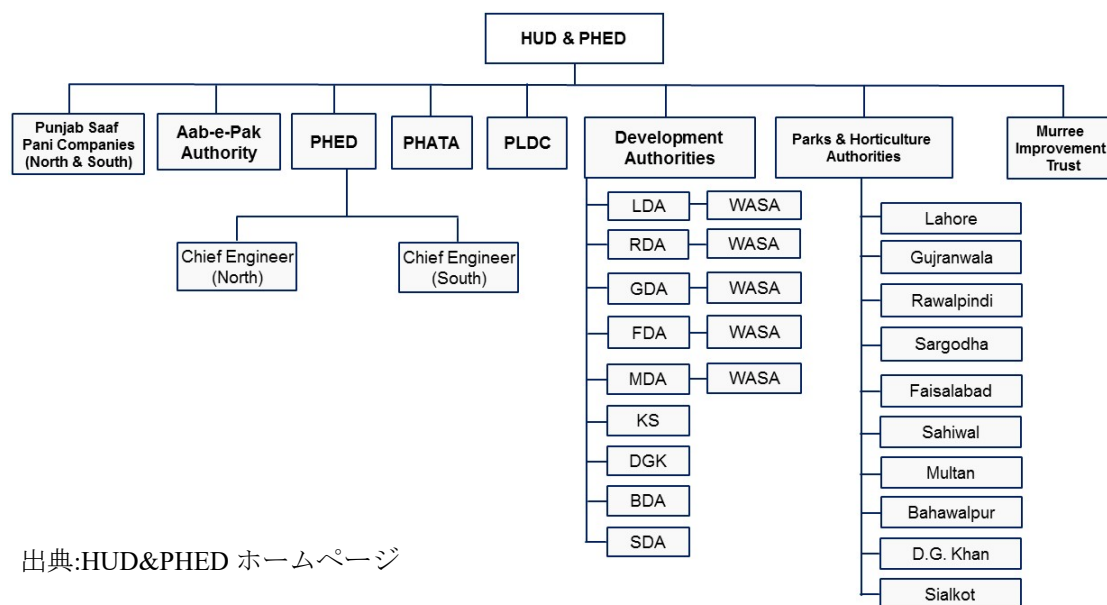 HUD & PHED
Punjab Saaf
Pani Companies
(North & South)
Aab-e-Pak
Authority
PHED
PHATA
PLDC
Development
Authorities
Parks & Horticulture
Authorities
Murree
Improvement
Trust
Chief Engineer
(North)
Chief Engineer
(South)
LDA
WASA
RDA
WASA
GDA
WASA
FDA
WASA
MDA
WASA
KS
DGK
BDA
SDA
Lahore
Gujranwala
Rawalpindi
Sargodha
Faisalabad
Sahiwal
Multan
Bahawalpur
D.G. Khan
Sialkot
出典:HUD&PHED ホームページ